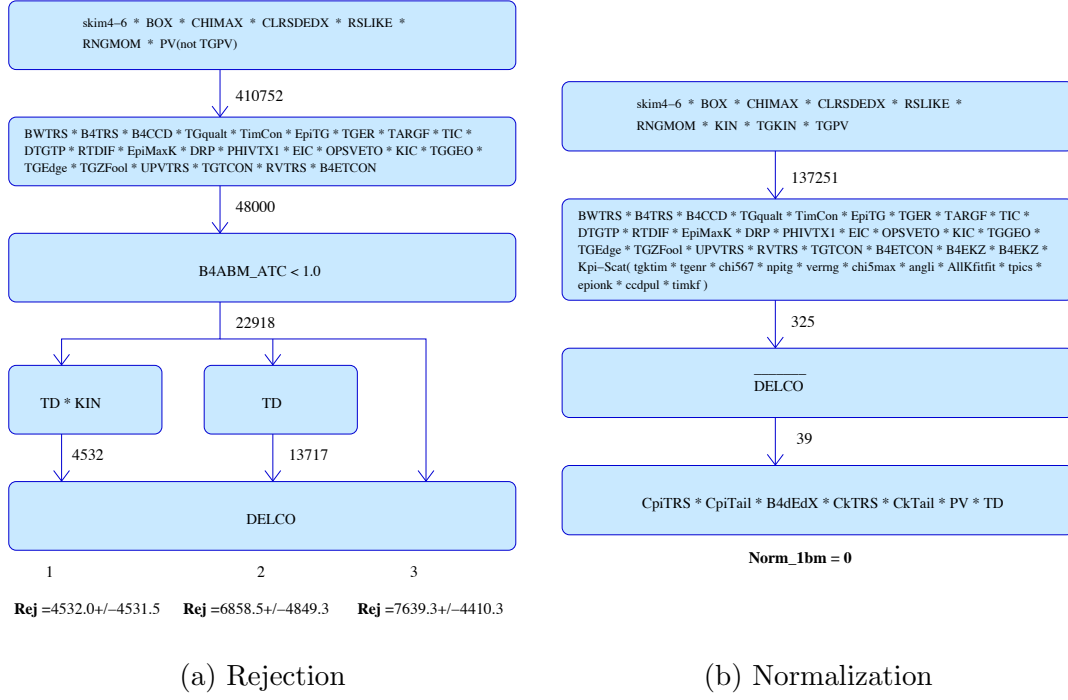 skim4–6 * BOX * CHIMAX * CLRSDEDX * RSLIKE *
RNGMOM * PV(not TGPV)
410752
BWTRS * B4TRS * B4CCD * TGqualt * TimCon * EpiTG * TGER * TARGF * TIC *
DTGTP * RTDIF * EpiMaxK * DRP * PHIVTX1 * EIC * OPSVETO * KIC * TGGEO *
TGEdge * TGZFool * UPVTRS * TGTCON * RVTRS * B4ETCON
48000
B4ABM_ATC < 1.0
22918
TD * KIN
TD
4532
13717
DELCO
1
2
3
Rej =4532.0+/–4531.5
Rej =6858.5+/–4849.3
Rej =7639.3+/–4410.3
(a) Rejection
skim4–6 * BOX * CHIMAX * CLRSDEDX * RSLIKE *
RNGMOM * KIN * TGKIN * TGPV
137251
BWTRS * B4TRS * B4CCD * TGqualt * TimCon * EpiTG * TGER * TARGF * TIC *
DTGTP * RTDIF * EpiMaxK * DRP * PHIVTX1 * EIC * OPSVETO * KIC * TGGEO *
TGEdge * TGZFool * UPVTRS * RVTRS * TGTCON * B4ETCON * B4EKZ * B4EKZ *
Kpi–Scat( tgktim * tgenr * chi567 * npitg * verrng * chi5max * angli * AllKfitfit * tpics *
epionk * ccdpul * timkf )
325
DELCO
39
CpiTRS * CpiTail * B4dEdX * CkTRS * CkTail * PV * TD
Norm_1bm = 0
(b) Normalization